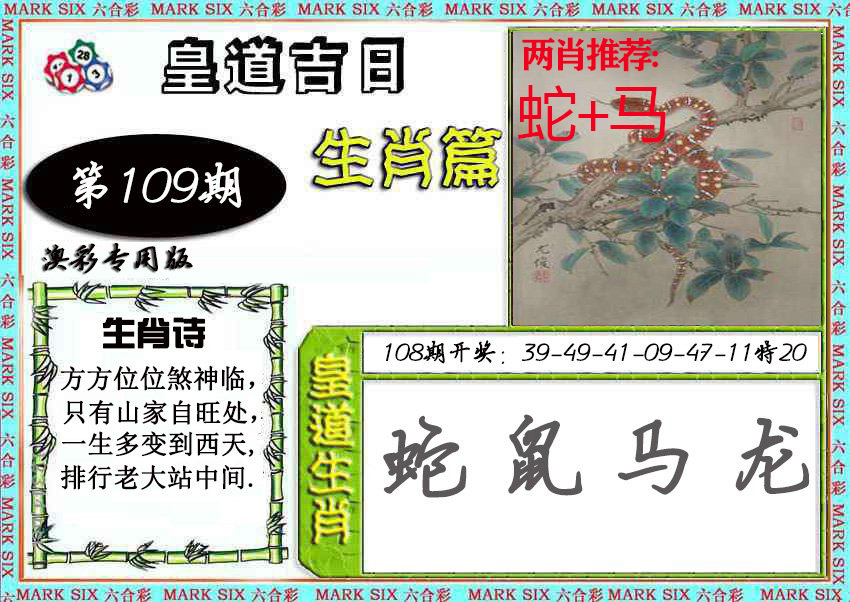 MARK SIX 六合彩 MARK SIX 六合彩 MARK SIX 六合彩 MARK SIX 六合彩 MARK SIX 六合彩 MARK SIX 六合彩
28
1
3
皇道吉日
两肖推荐:
蛇+马
生肖篇
第109期
澳彩专用版
生肖诗
方方位位煞神临，
只有山家自旺处，
一生多变到西天，
排行老大站中间.
108期开奖：39-49-41-09-47-11特20
皇道生肖
蛇 鼠 马 龙
MARK SIX 六合彩 MARK SIX 六合彩 MARK SIX 六合彩 MARK SIX 六合彩 MARK SIX 六合彩 MARK SIX 六合彩